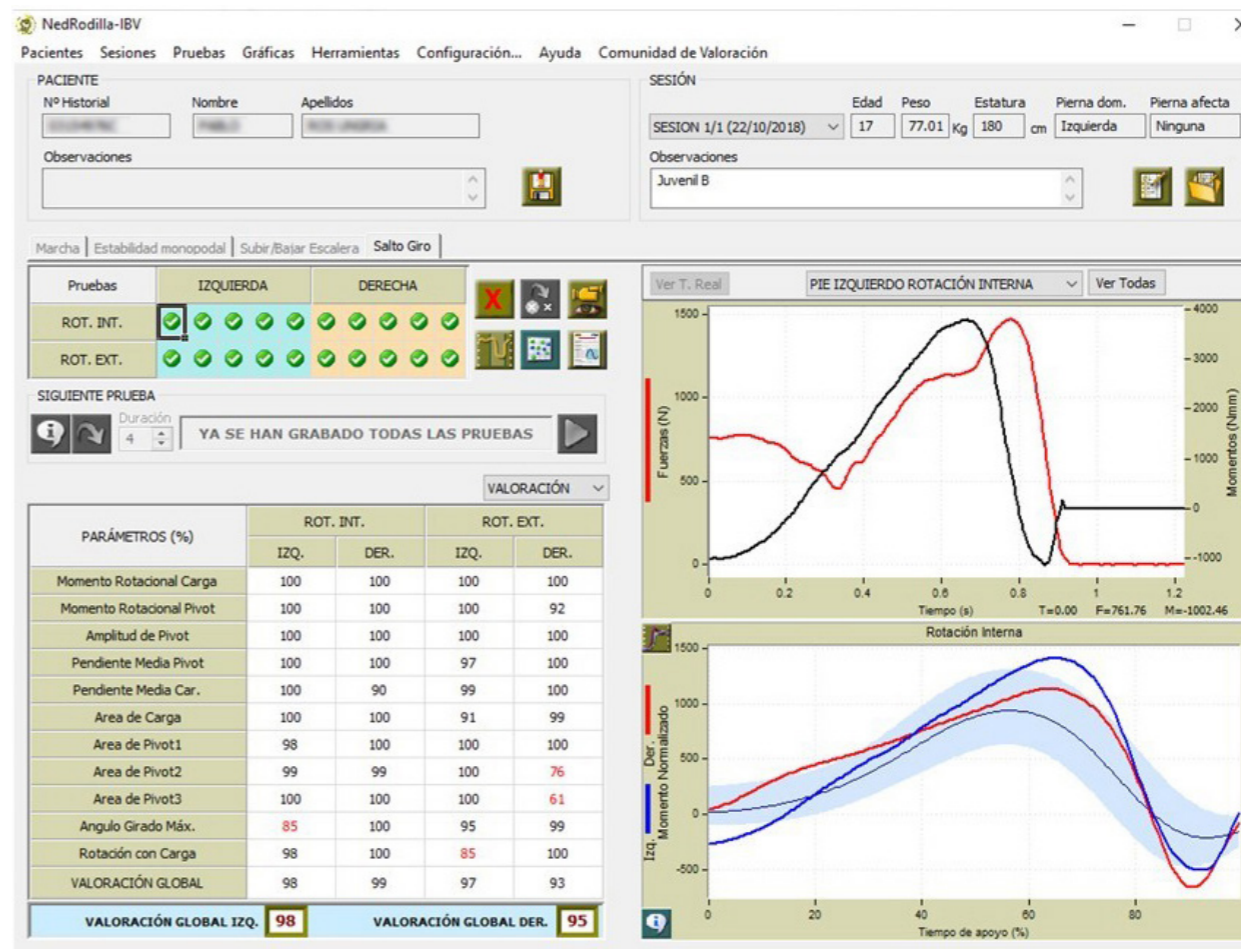 NedRodilla-IBV
Pacientes Sesiones Pruebas Gráficas Herramientas Configuración... Ayuda Comunidad de Valoración
PACIENTE
Nº Historial Nombre Apellidos
Observaciones
SESIÓN
Edad Peso Estatura Pierna dom. Pierna afecta
SESION 1/1 (22/10/2018) 17 77.01 Kg 180 cm Izquierda Ninguna
Observaciones
Juvenil B
Marcha Estabilidad monopodal Subir/Bajar Escalera Salto Giro
Pruebas IZQUIERDA DERECHA
ROT. INT.
ROT. EXT.
SIGUIENTE PRUEBA
Duración
4 YA SE HAN GRABADO TODAS LAS PRUEBAS
VALORACIÓN
PARÁMETROS (%) ROT. INT. ROT. EXT.
IZQ. DER. IZQ. DER.
Momento Rotacional Carga 100 100 100 100
Momento Rotacional Pivot 100 100 100 92
Amplitud de Pivot 100 100 100 100
Pendiente Media Pivot 100 100 97 100
Pendiente Media Car. 100 90 99 100
Area de Carga 100 100 91 99
Area de Pivot1 98 100 100 100
Area de Pivot2 99 99 100 76
Area de Pivot3 100 100 100 61
Angulo Girado Máx. 85 100 95 99
Rotación con Carga 98 100 85 100
VALORACIÓN GLOBAL 98 99 97 93
VALORACIÓN GLOBAL IZQ. 98 VALORACIÓN GLOBAL DER. 95
Ver T. Real PIE IZQUIERDO ROTACIÓN INTERNA Ver Todas
Fuerzas (N)
1500
1000
500
0
4000
3000
2000
1000
0
-1000
Momentos (Nmm)
0 0.2 0.4 0.6 0.8 1 1.2
Tiempo (s) T=0.00 F=761.76 M=-1002.46
Rotación Interna
Izq. Der.
Momento Normalizado
1500
1000
500
0
-500
0 20 40 60 80
Tiempo de apoyo (%)